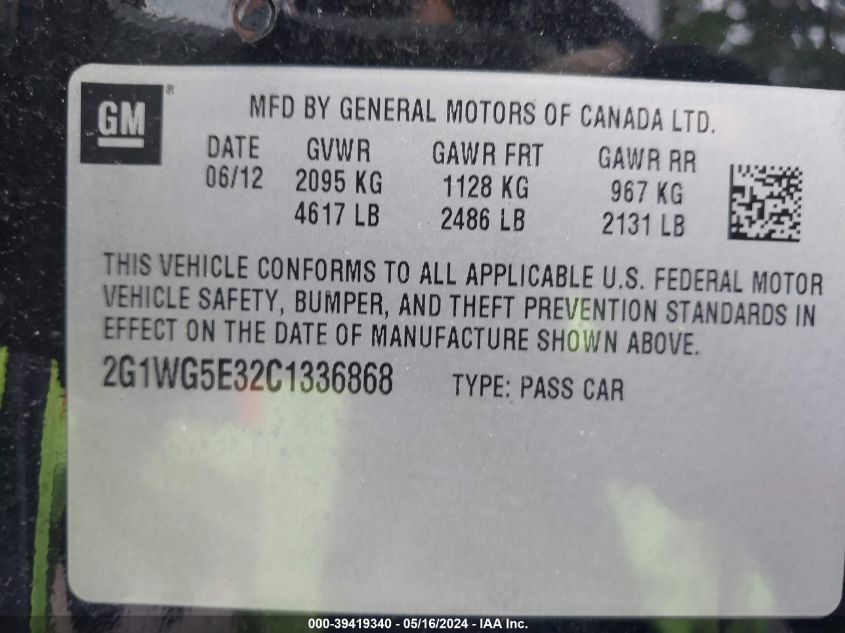 GM ®
MFD BY GENERAL MOTORS OF CANADA LTD.
DATE GVWR GAWR FRT GAWR RR
06/12 2095 KG 1128 KG 967 KG
4617 LB 2486 LB 2131 LB
THIS VEHICLE CONFORMS TO ALL APPLICABLE U.S. FEDERAL MOTOR
VEHICLE SAFETY, BUMPER, AND THEFT PREVENTION STANDARDS IN
EFFECT ON THE DATE OF MANUFACTURE SHOWN ABOVE.
2G1WG5E32C1336868 TYPE: PASS CAR
000-39419340 - 05/16/2024 - IAA Inc.